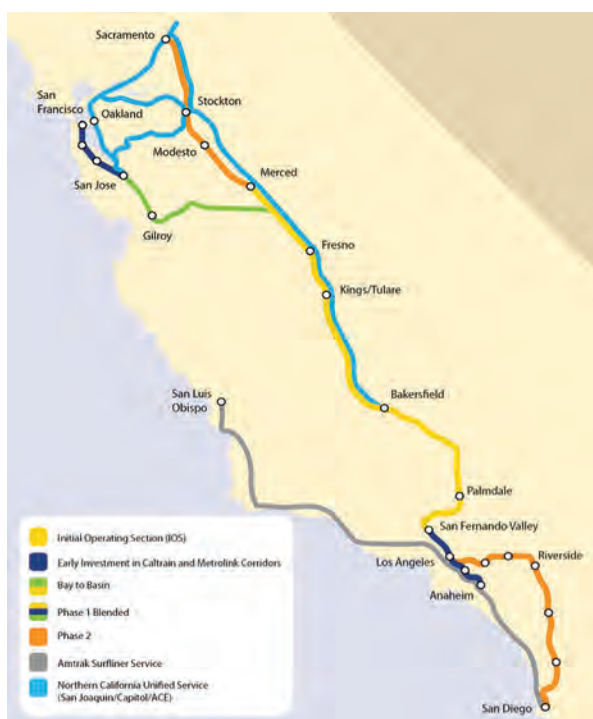 Sacramento
San
Francisco
Oakland
Stockton
Modesto
Merced
San Jose
Gilroy
Fresno
Kings/Tulare
San Luis
Obispo
Bakersfield
Palmdale
San Fernando Valley
Los Angeles
Riverside
Anaheim
San Diego
Initial Operating Section (IOS)
Early Investment in Caltrain and Metrolink Corridors
Bay to Basin
Phase 1 Blended
Phase 2
Amtrak Surfliner Service
Northern California Unified Service
(San Joaquin/Capitol/ACE)